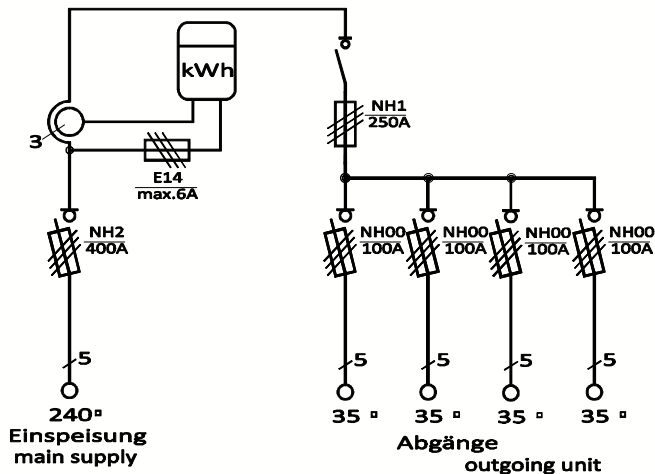 kWh
3
E14
max.6A
NH1
250A
NH2
400A
NH00
100A
NH00
100A
NH00
100A
NH00
100A
5
5
5
5
5
240□
35 □
35 □
35 □
35 □
Einspeisung
main supply
Abgänge
outgoing unit